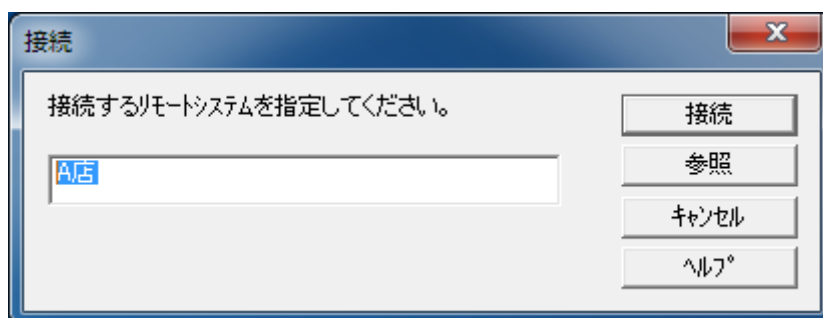 接続
接続するリモートシステムを指定してください。
A店
接続
参照
キャンセル
ヘルプ